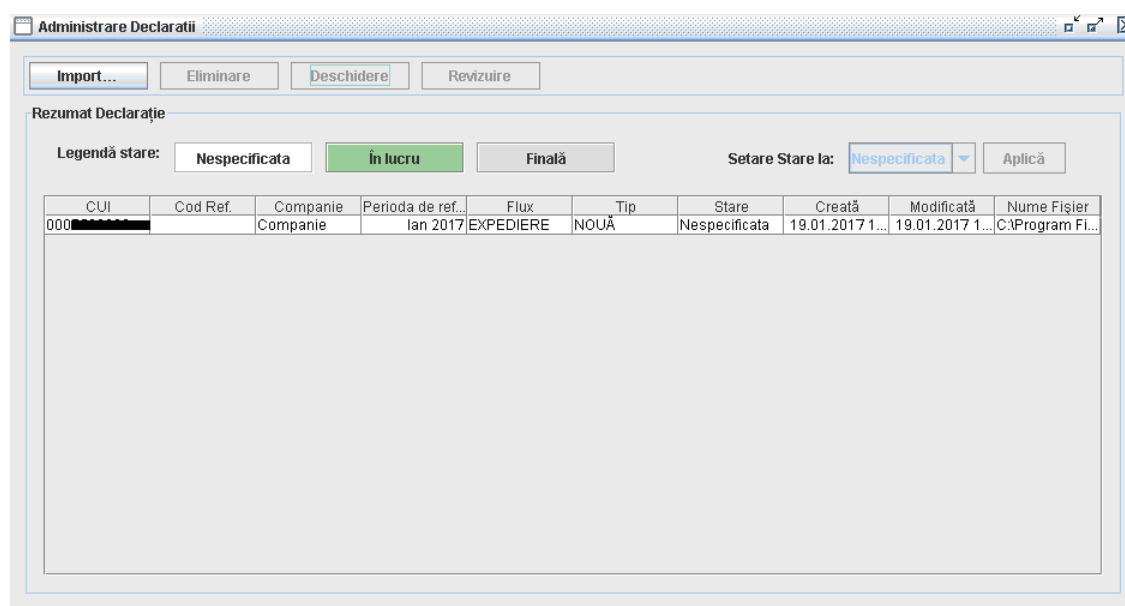 Administrare Declaratii
Import... Eliminare Deschidere Revizuire
Rezumat Declarație
Legendă stare: Nespecificata În lucru Finală Setare Stare la: Nespecificata Aplică
CUI Cod Ref. Companie Perioda de ref... Flux Tip Stare Creată Modificată Nume Fişier
000 Companie Ian 2017 EXPEDIERE NOUĂ Nespecificata 19.01.2017 1... 19.01.2017 1... C:\Program Fi...